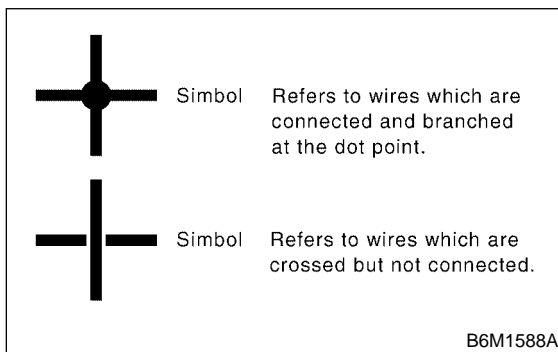 Simbol Refers to wires which are
connected and branched
at the dot point.
Simbol Refers to wires which are
crossed but not connected.
B6M1588A